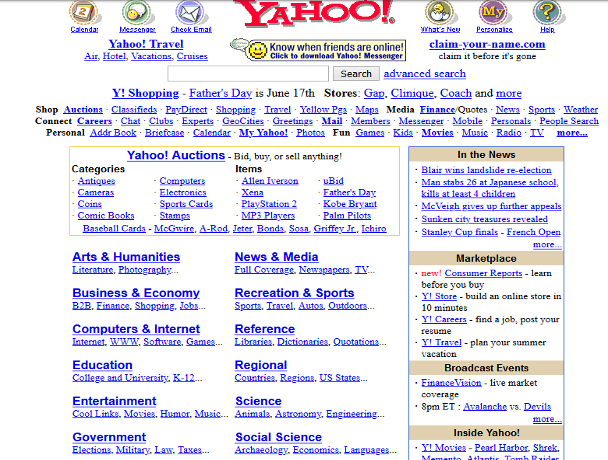 YAHOO!
Calendar Messenger Check Email What's New Personalize Help
Yahoo! Travel
Air, Hotel, Vacations, Cruises
Know when friends are online!
Click to download Yahoo! Messenger
claim-your-name.com
claim it before it's gone
Search advanced search
Y! Shopping - Father's Day is June 17th Stores: Gap, Clinique, Coach and more
Shop Auctions · Classifieds · PayDirect · Shopping · Travel · Yellow Pgs · Maps Media Finance/Quotes · News · Sports · Weather
Connect Careers · Chat · Clubs · Experts · GeoCities · Greetings · Mail · Members · Messenger · Mobile · Personals · People Search
Personal Addr Book · Briefcase · Calendar · My Yahoo! · Photos Fun Games · Kids · Movies · Music · Radio · TV more...
Yahoo! Auctions - Bid, buy, or sell anything!
Categories Items
· Antiques · Computers · Allen Iverson · uBid
· Cameras · Electronics · Xena · Father's Day
· Coins · Sports Cards · PlayStation 2 · Kobe Bryant
· Comic Books · Stamps · MP3 Players · Palm Pilots
Baseball Cards - McGwire, A-Rod, Jeter, Bonds, Sosa, Griffey Jr., Ichiro
Arts & Humanities
Literature, Photography...
News & Media
Full Coverage, Newspapers, TV...
Business & Economy
B2B, Finance, Shopping, Jobs...
Recreation & Sports
Sports, Travel, Autos, Outdoors...
Computers & Internet
Internet, WWW, Software, Games...
Reference
Libraries, Dictionaries, Quotations...
Education
College and University, K-12...
Regional
Countries, Regions, US States...
Entertainment
Cool Links, Movies, Humor, Music...
Science
Animals, Astronomy, Engineering...
Government
Elections, Military, Law, Taxes...
Social Science
Archaeology, Economics, Languages...
In the News
· Blair wins landslide re-election
· Man stabs 26 at Japanese school,
kills at least 4 children
· McVeigh gives up further appeals
· Sunken city treasures revealed
· Stanley Cup finals - French Open
more...
Marketplace
· new! Consumer Reports - learn
before you buy
· Y! Store - build an online store in
10 minutes
· Y! Careers - find a job, post your
resume
· Y! Travel - plan your summer
vacation
Broadcast Events
· FinanceVision - live market
coverage
· 8pm ET : Avalanche vs. Devils
more...
Inside Yahoo!
· Y! Movies - Pearl Harbor, Shrek,
Memento, Atlantis, Tomb Raider